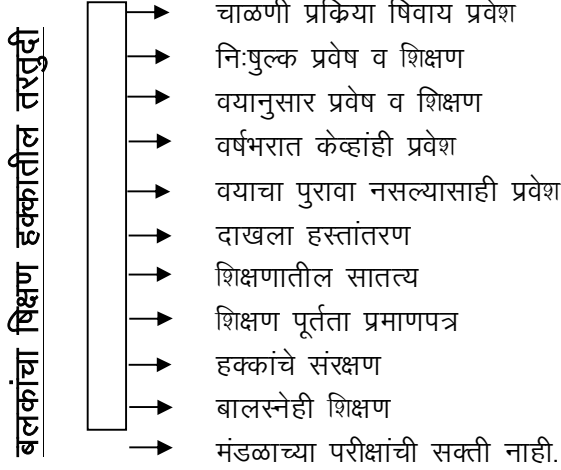 बलकांचा षिक्षण हक्कातील तरतुदी
चाळणी प्रक्रिया षिवाय प्रवेश
निःषुल्क प्रवेष व शिक्षण
वयानुसार प्रवेष व शिक्षण
वर्षभरात केव्हांही प्रवेश
वयाचा पुरावा नसल्यासाही प्रवेश
दाखला हस्तांतरण
शिक्षणातील सातत्य
शिक्षण पूर्तता प्रमाणपत्र
हक्कांचे संरक्षण
बालस्नेही शिक्षण
मंडळाच्या परीक्षांची सक्ती नाही.